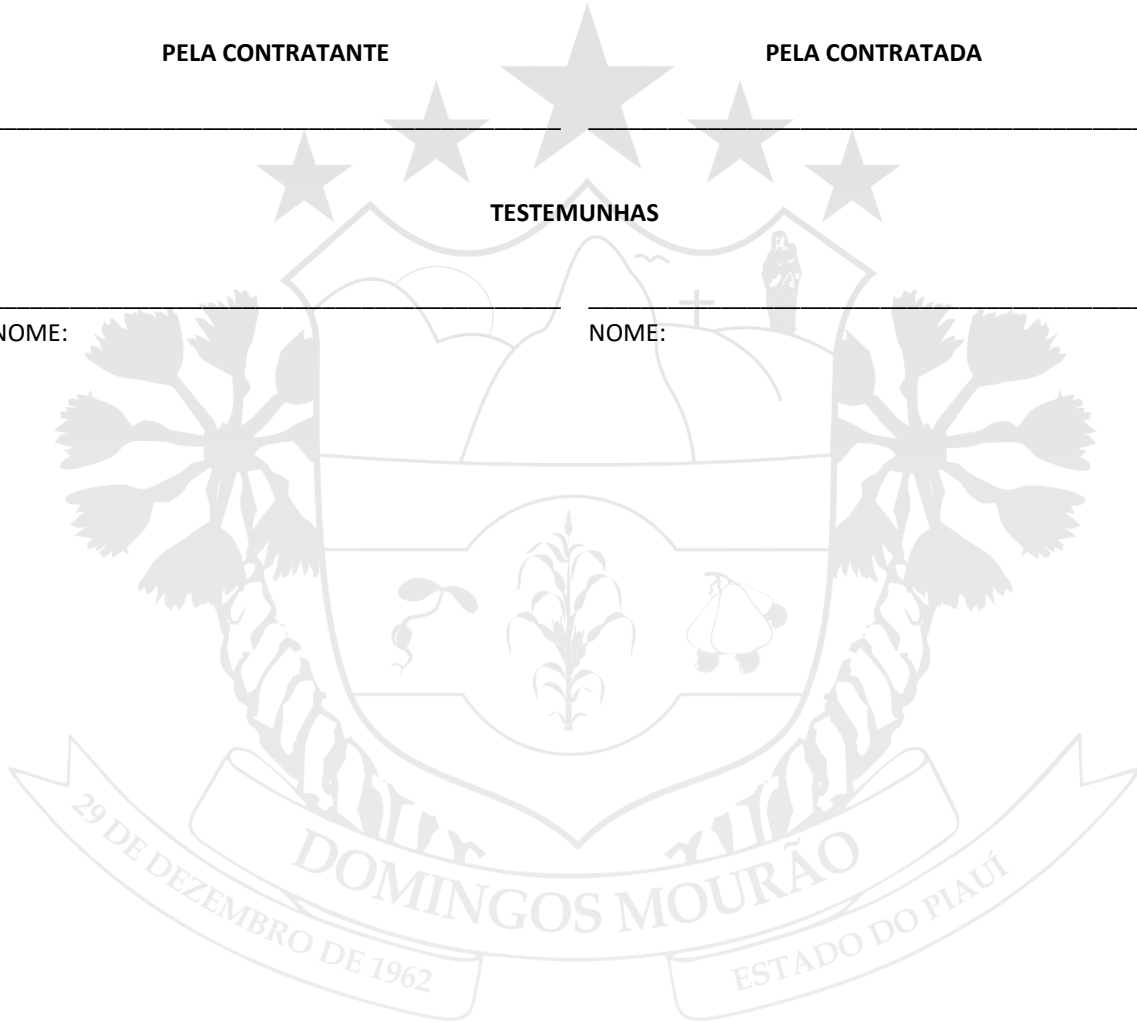 PELA CONTRATANTE PELA CONTRATADA
TESTEMUNHAS
NOME: NOME:
29 DE DEZEMBRO DE 1962
DOMINGOS MOURÃO
ESTADO DO PIAUÍ